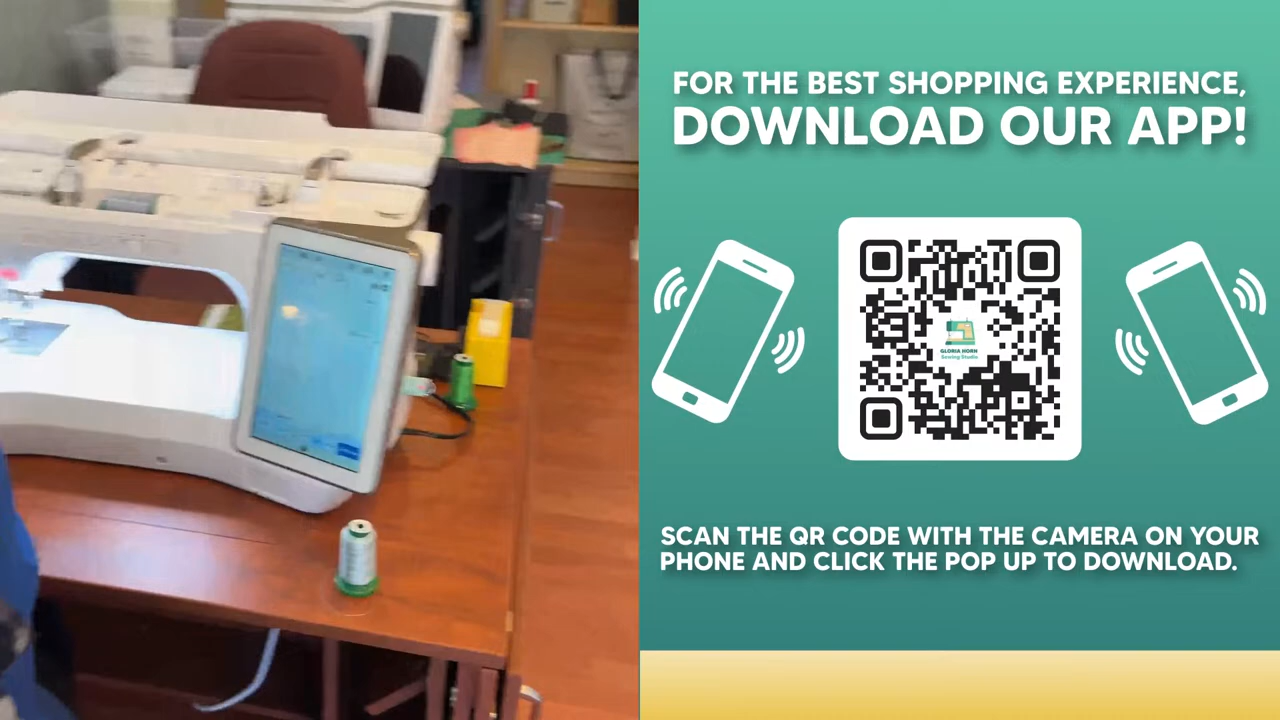 FOR THE BEST SHOPPING EXPERIENCE,
DOWNLOAD OUR APP!
GLORIA HORN
Sewing Studio
SCAN THE QR CODE WITH THE CAMERA ON YOUR
PHONE AND CLICK THE POP UP TO DOWNLOAD.